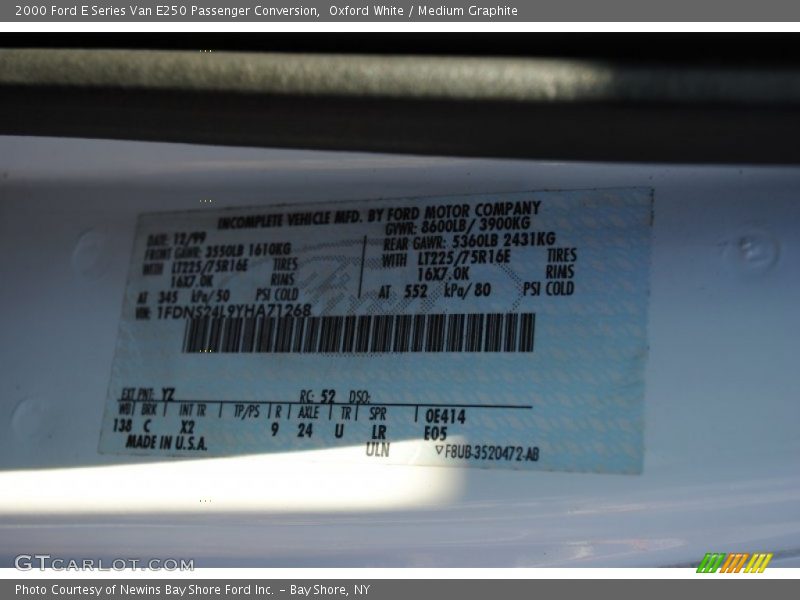 2000 Ford E Series Van E250 Passenger Conversion,  Oxford White / Medium Graphite
INCOMPLETE VEHICLE MFD. BY FORD MOTOR COMPANY
DATE: 12/99 GVWR: 8600LB/ 3900KG
FRONT GAWR: 3550LB 1610KG REAR GAWR: 5360LB 2431KG
WITH LT225/75R16E TIRES WITH LT225/75R16E TIRES
16X7.0K RIMS 16X7.0K RIMS
AT 345 kPa/50 PSI COLD AT 552 kPa/80 PSI COLD
VIN: 1FDNS24L9YHA71268
EXT PNT: YZ RC: 52 DSO:
WB BRK INT TR TP/PS R AXLE TR SPR 0E414
138 C X2 9 24 U LR E05
MADE IN U.S.A. ULN F8UB-3520472-AB
GTCARLOT.COM
Photo Courtesy of Newins Bay Shore Ford Inc. – Bay Shore, NY